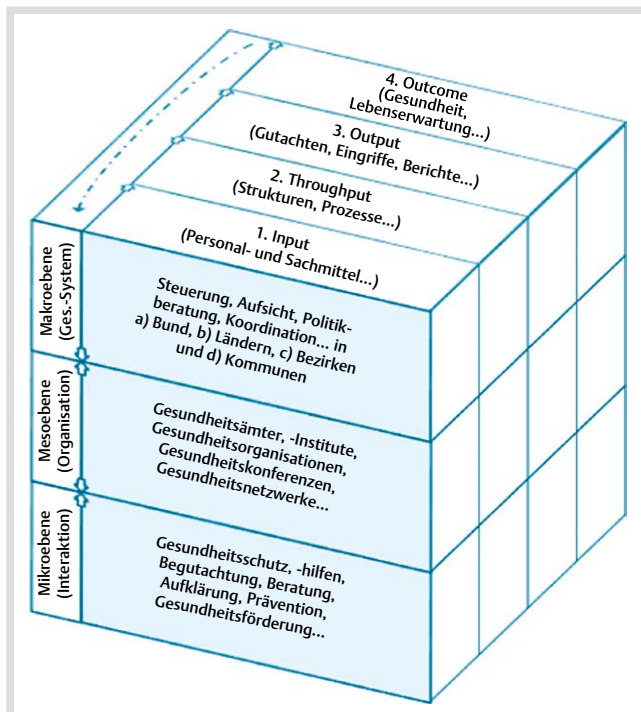 4. Outcome
(Gesundheit,
Lebenserwartung...)
3. Output
(Gutachten, Eingriffe, Berichte...)
2. Throughput
(Strukturen, Prozesse...)
1. Input
(Personal- und Sachmittel...)
Makroebene
(Ges.-System)
Steuerung, Aufsicht, Politik-
beratung, Koordination... in
a) Bund, b) Ländern, c) Bezirken
und d) Kommunen
Mesoebene
(Organisation)
Gesundheitsämter, -Institute,
Gesundheitsorganisationen,
Gesundheitskonferenzen,
Gesundheitsnetzwerke...
Mikroebene
(Interaktion)
Gesundheitsschutz, -hilfen,
Begutachtung, Beratung,
Aufklärung, Prävention,
Gesundheitsförderung...